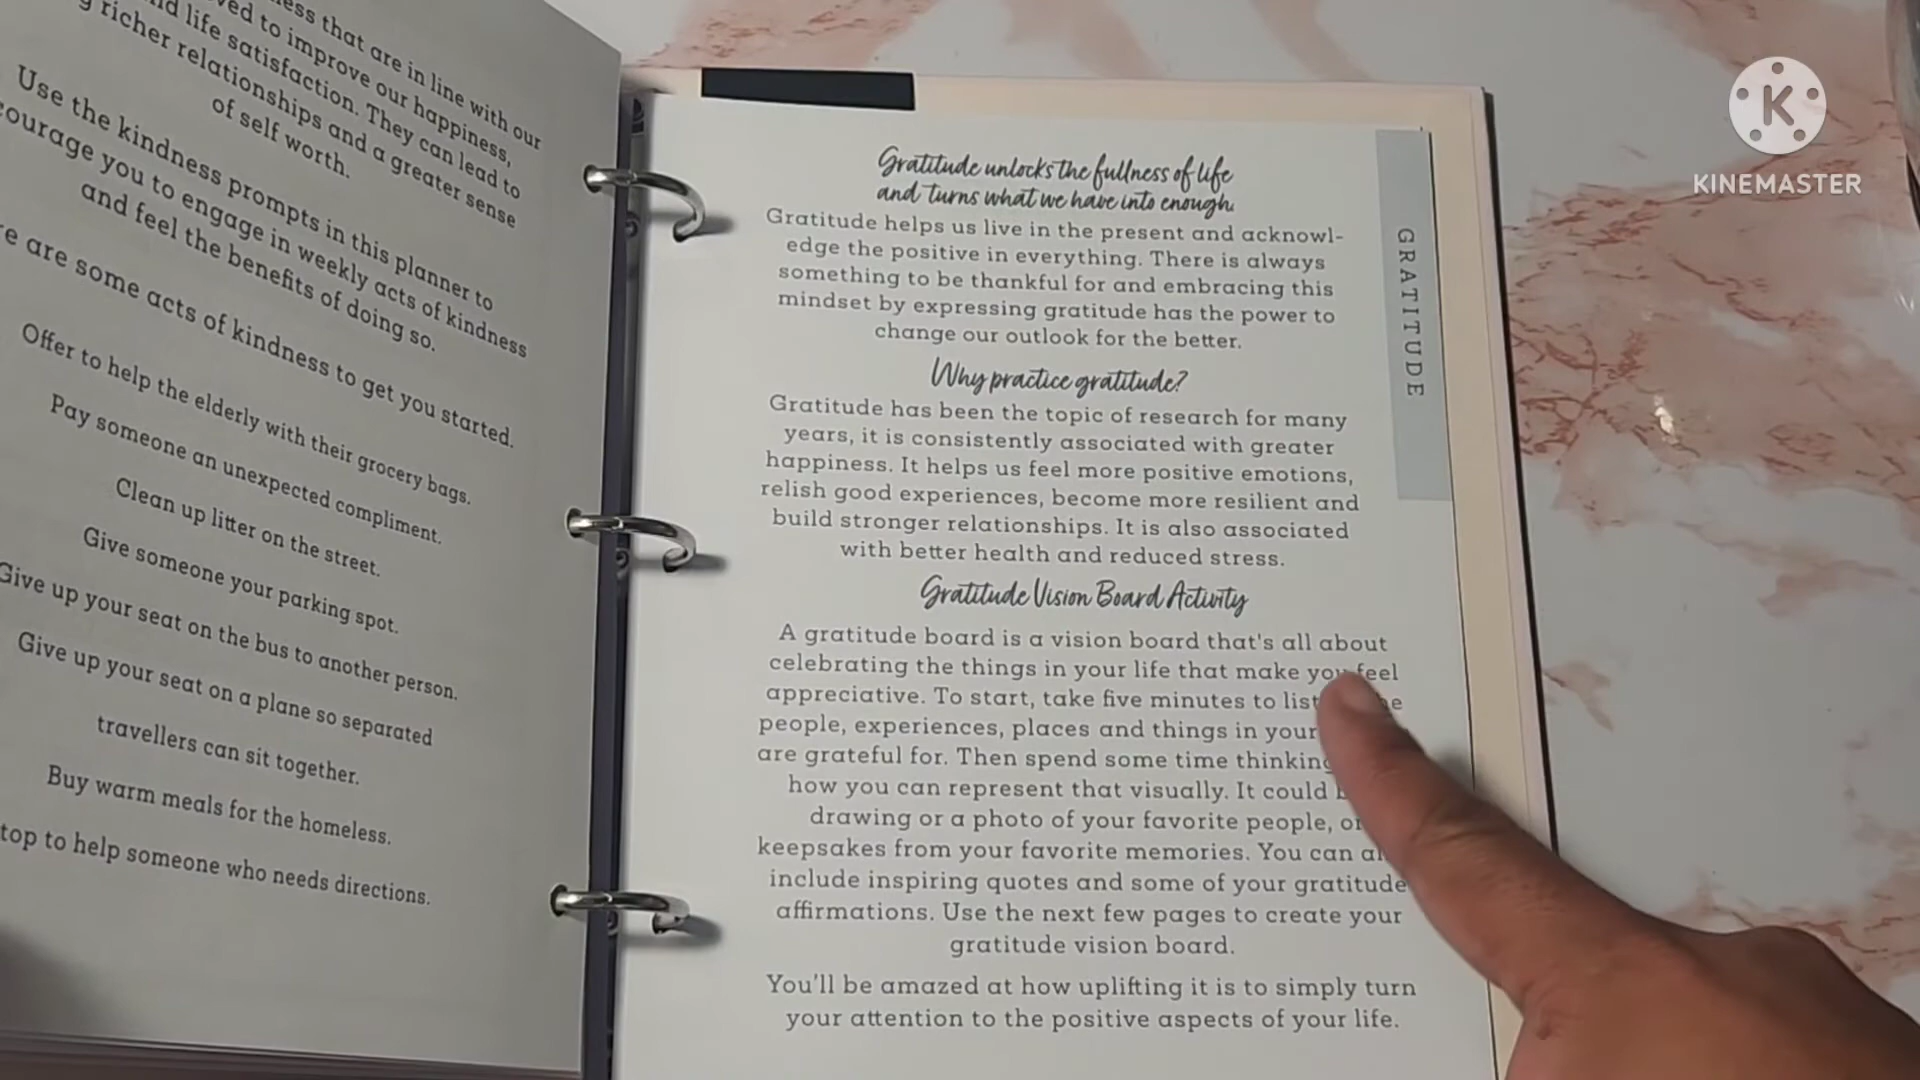 ness that are in line with our
ved to improve our happiness,
life satisfaction. They can lead to
richer relationships and a greater sense
of self worth.
Use the kindness prompts in this planner to
courage you to engage in weekly acts of kindness
and feel the benefits of doing so.
re are some acts of kindness to get you started.
Offer to help the elderly with their grocery bags.
Pay someone an unexpected compliment.
Clean up litter on the street.
Give someone your parking spot.
Give up your seat on the bus to another person.
Give up your seat on a plane so separated
travellers can sit together.
Buy warm meals for the homeless.
top to help someone who needs directions.
Gratitude unlocks the fullness of life
and turns what we have into enough.
Gratitude helps us live in the present and acknowl-
edge the positive in everything. There is always
something to be thankful for and embracing this
mindset by expressing gratitude has the power to
change our outlook for the better.
Why practice gratitude?
Gratitude has been the topic of research for many
years, it is consistently associated with greater
happiness. It helps us feel more positive emotions,
relish good experiences, become more resilient and
build stronger relationships. It is also associated
with better health and reduced stress.
Gratitude Vision Board Activity
A gratitude board is a vision board that's all about
celebrating the things in your life that make you feel
appreciative. To start, take five minutes to list
people, experiences, places and things in your
are grateful for. Then spend some time thinking
how you can represent that visually. It could
drawing or a photo of your favorite people, or
keepsakes from your favorite memories. You can
include inspiring quotes and some of your gratitude
affirmations. Use the next few pages to create your
gratitude vision board.
You'll be amazed at how uplifting it is to simply turn
your attention to the positive aspects of your life.
GRATITUDE
K
KINEMASTER